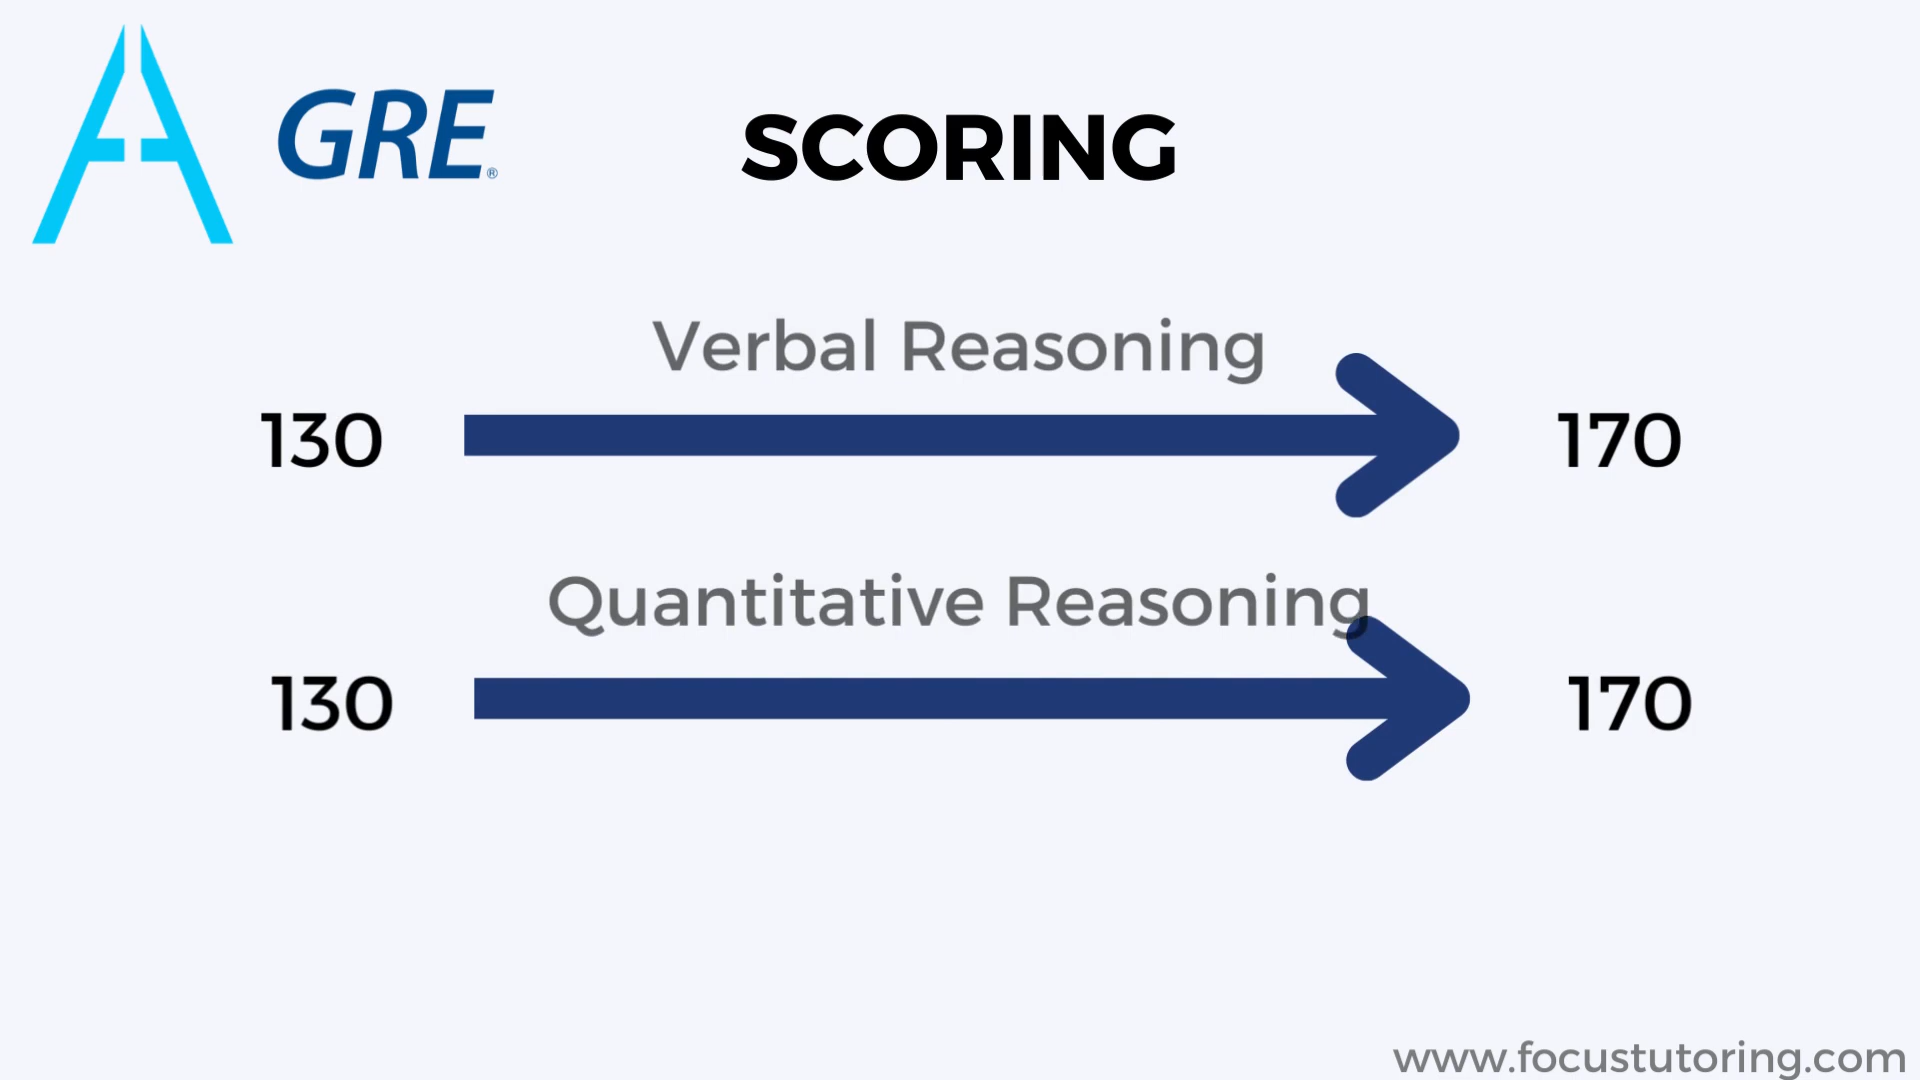 GRE®
SCORING
Verbal Reasoning
130 170
Quantitative Reasoning
130 170
www.focustutoring.com